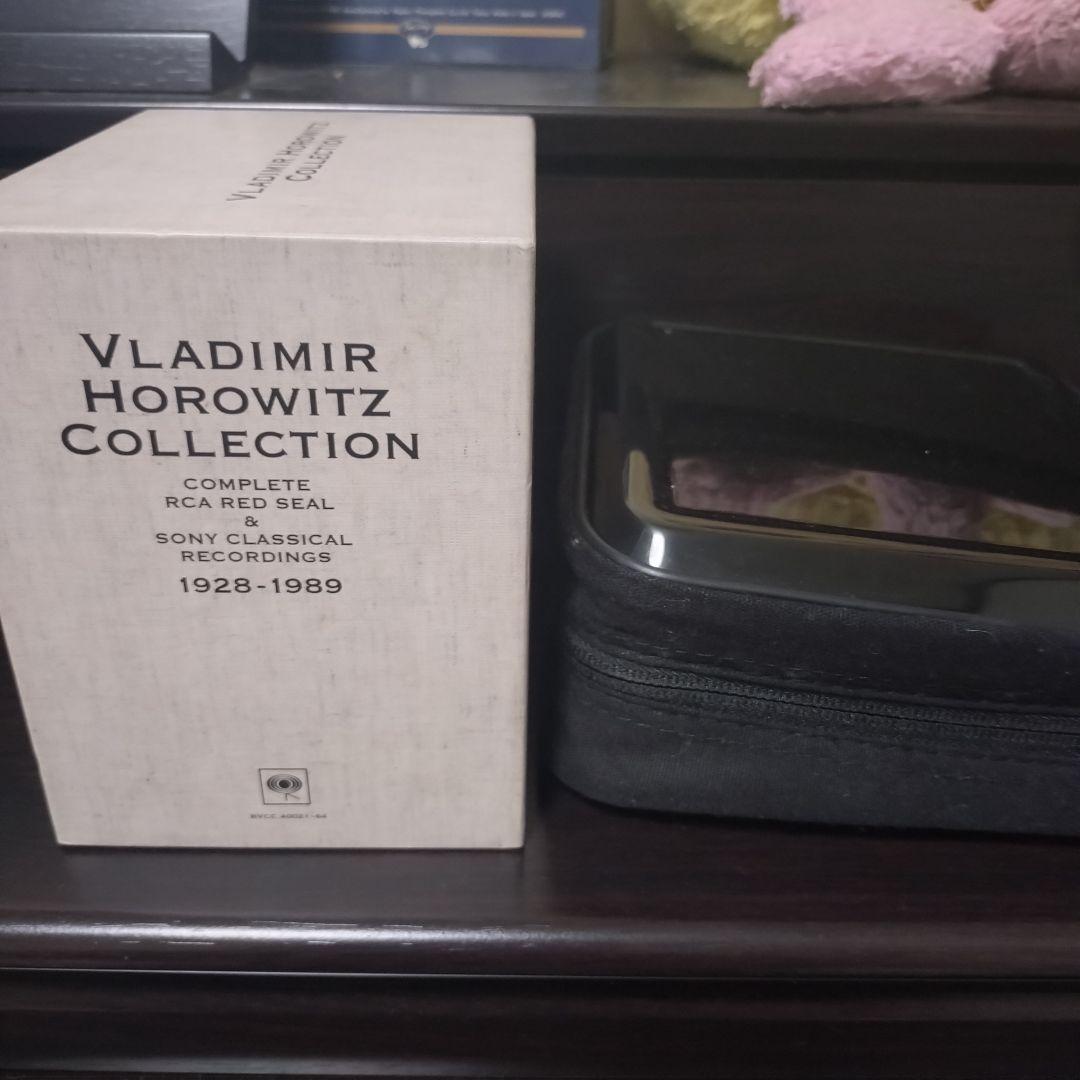 VLADIMIR HOROWITZ
COLLECTION
VLADIMIR
HOROWITZ
COLLECTION
COMPLETE
RCA RED SEAL
&
SONY CLASSICAL
RECORDINGS
1928-1989